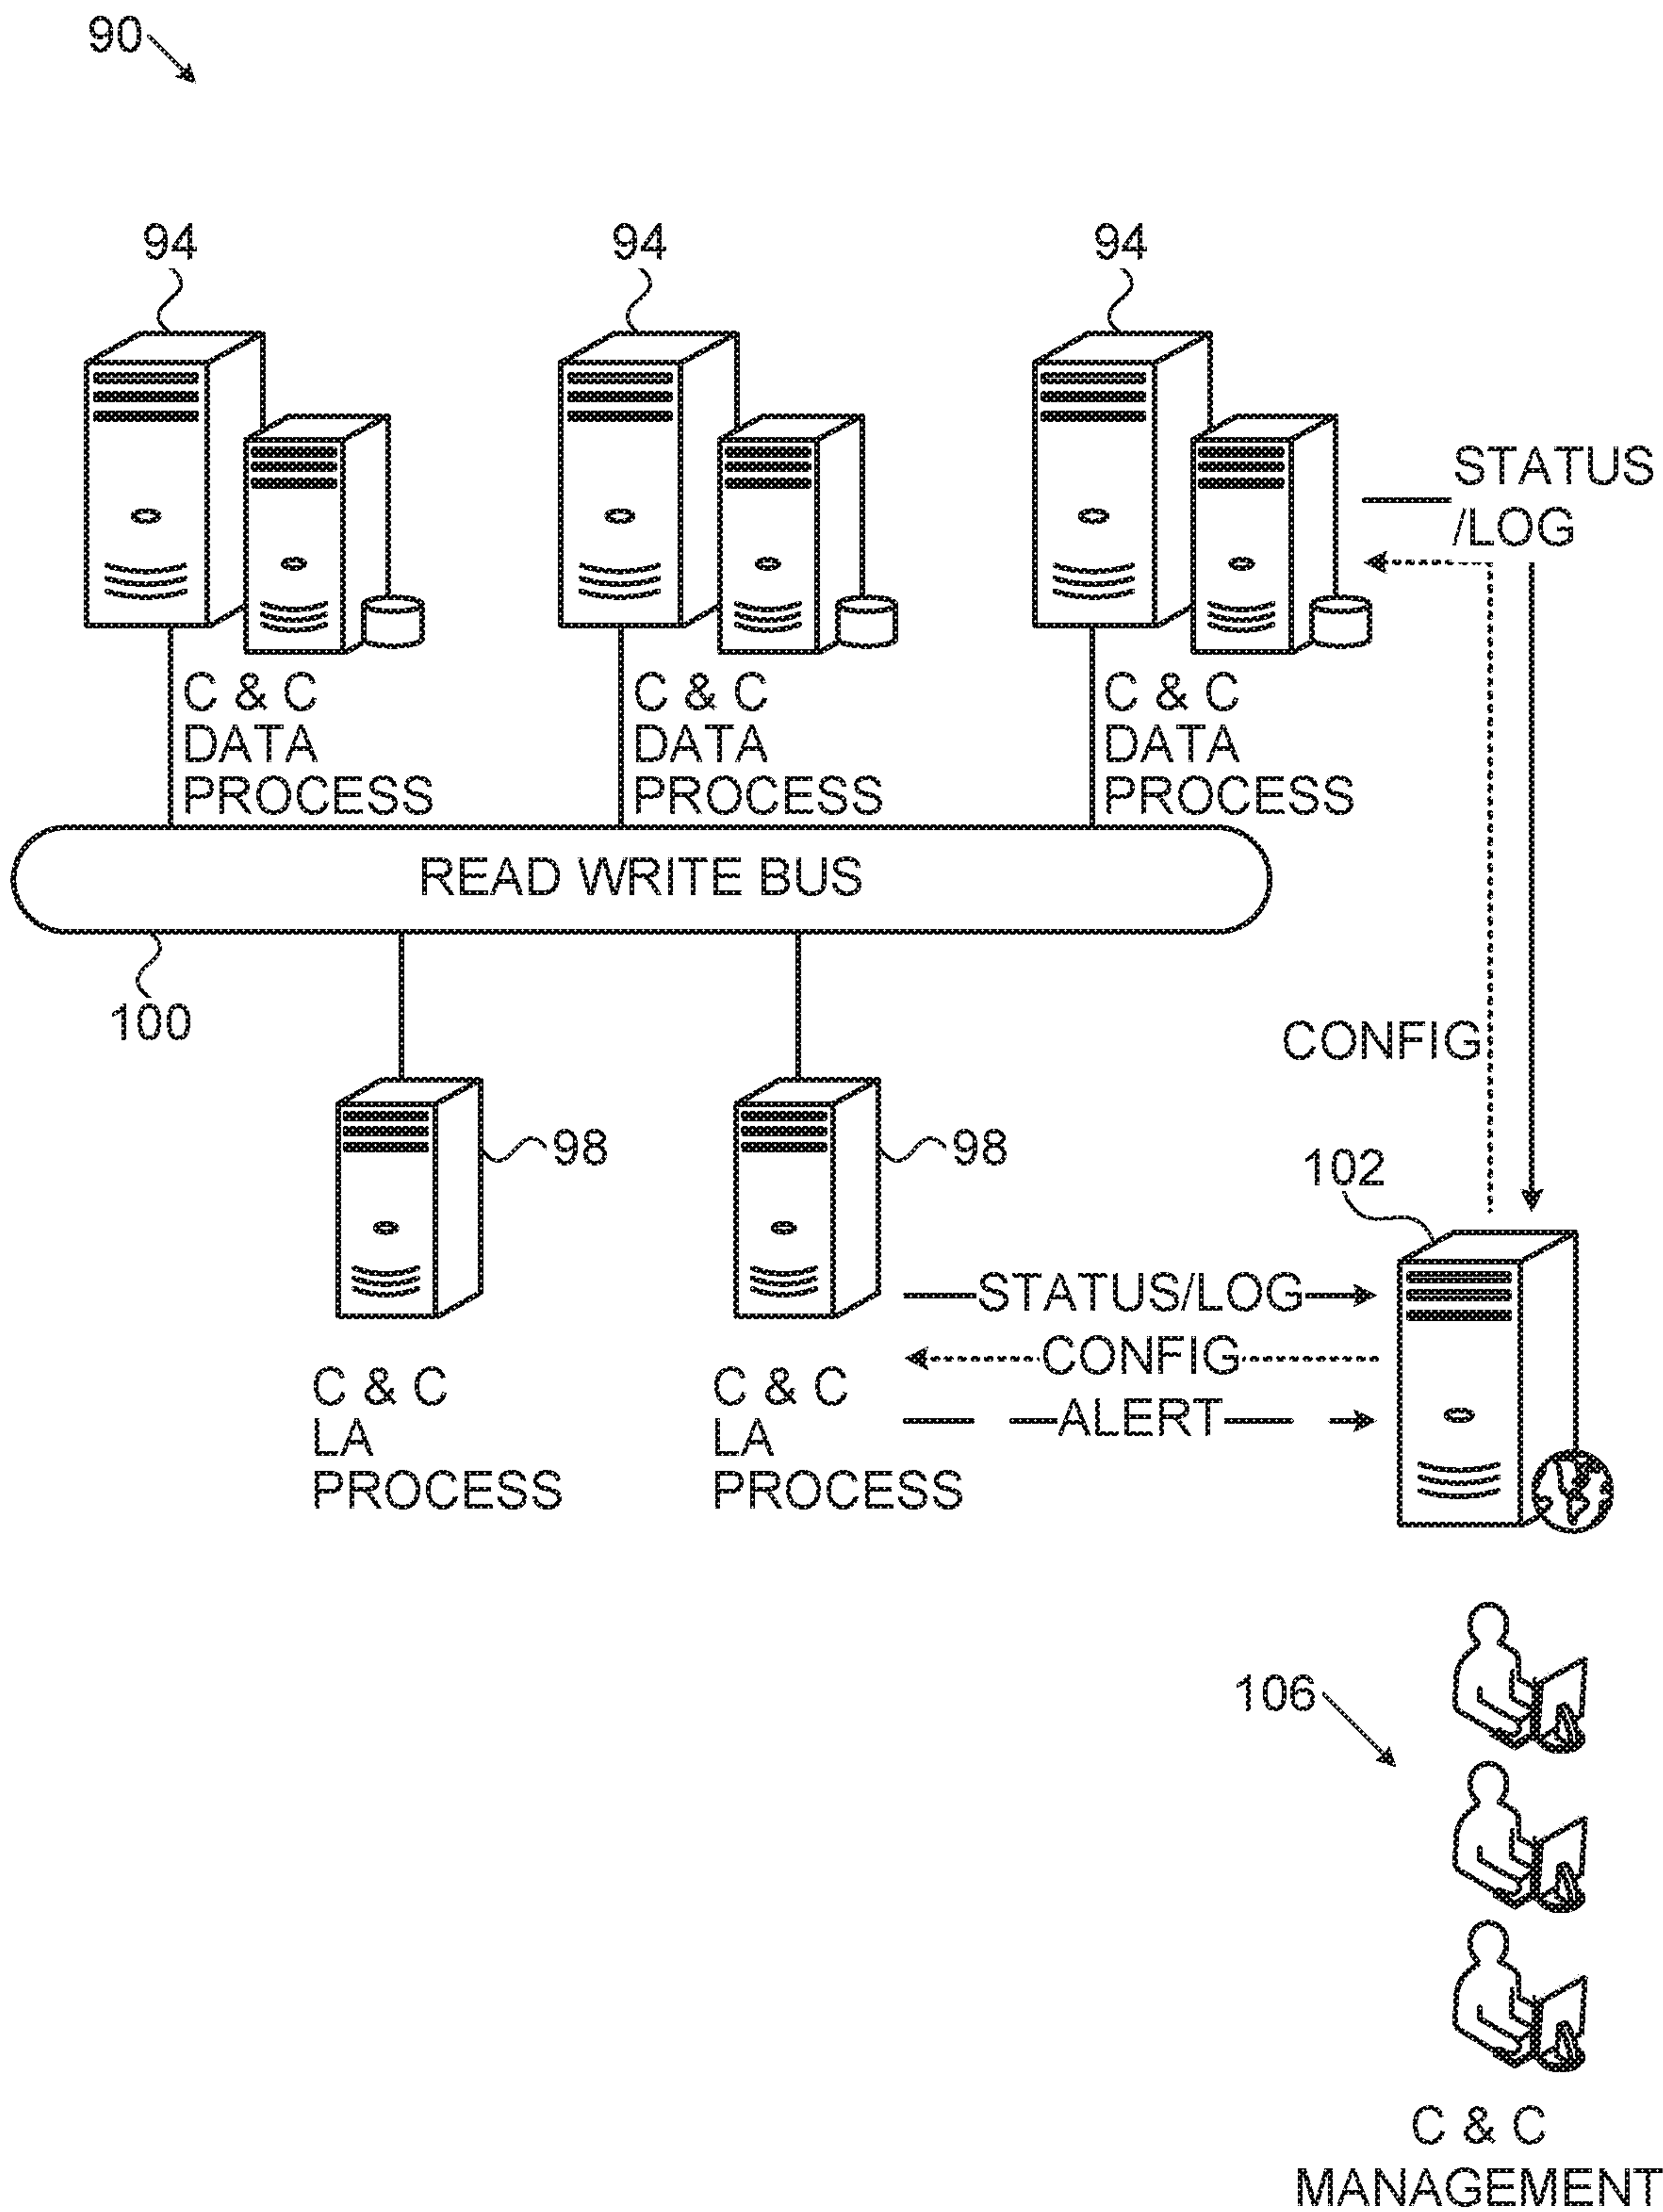 90
94
94
94
STATUS
/LOG
C & C
DATA
PROCESS
C & C
DATA
PROCESS
C & C
DATA
PROCESS
READ WRITE BUS
100
CONFIG
98
98
102
STATUS/LOG
CONFIG
ALERT
C & C
LA
PROCESS
C & C
LA
PROCESS
106
C & C
MANAGEMENT